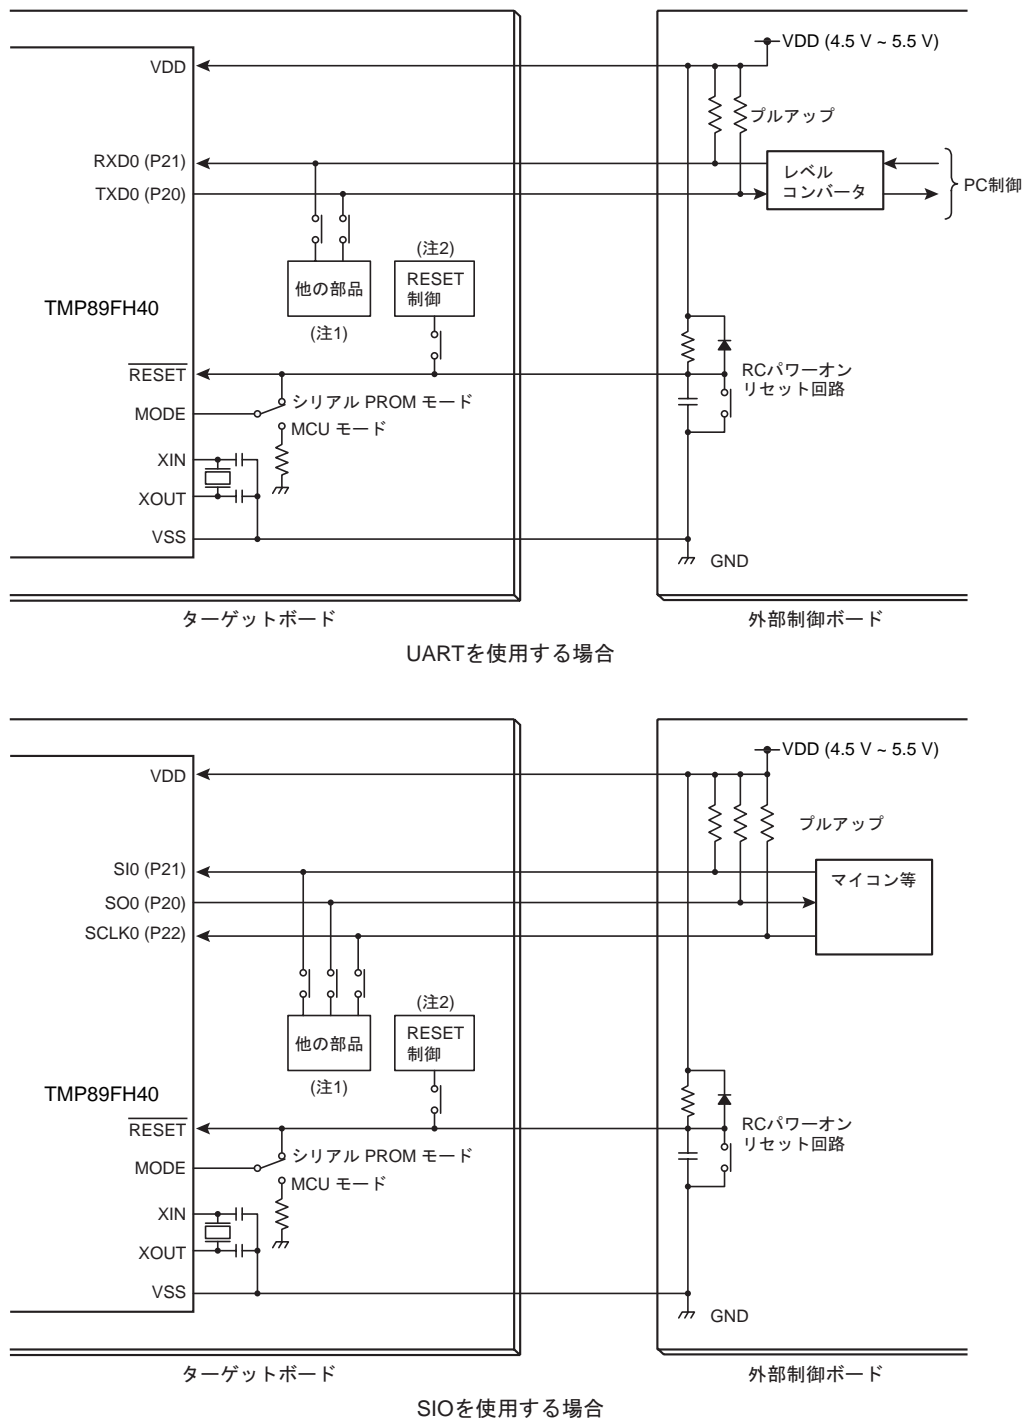 VDD (4.5 V ~ 5.5 V)
VDD
プルアップ
RXD0 (P21)
TXD0 (P20)
レベル
コンバータ
PC制御
(注2)
RESET
制御
他の部品
(注1)
TMP89FH40
RESET
RCパワーオン
リセット回路
シリアル PROM モード
MODE
MCU モード
XIN
XOUT
VSS
GND
ターゲットボード
外部制御ボード
UARTを使用する場合
VDD (4.5 V ~ 5.5 V)
VDD
プルアップ
SI0 (P21)
SO0 (P20)
SCLK0 (P22)
マイコン等
(注2)
RESET
制御
他の部品
(注1)
TMP89FH40
RESET
RCパワーオン
リセット回路
シリアル PROM モード
MODE
MCU モード
XIN
XOUT
VSS
GND
ターゲットボード
外部制御ボード
SIOを使用する場合